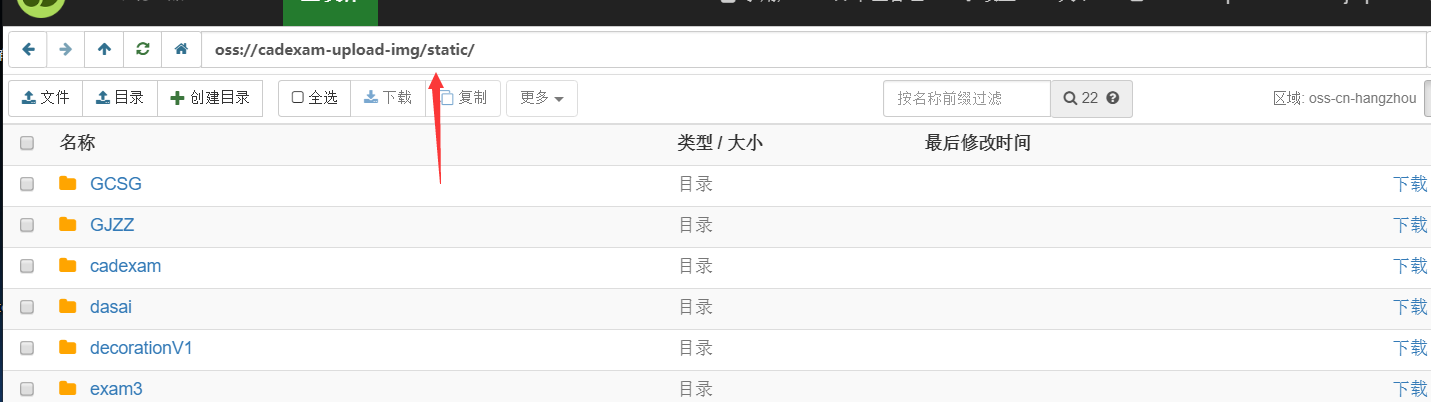 oss://cadexam-upload-img/static/
文件 目录 创建目录 全选 下载 复制 更多 按名称前缀过滤 22 区域: oss-cn-hangzhou
名称 类型 / 大小 最后修改时间
GCSG 目录 下载
GJZZ 目录 下载
cadexam 目录 下载
dasai 目录 下载
decorationV1 目录 下载
exam3 目录 下载